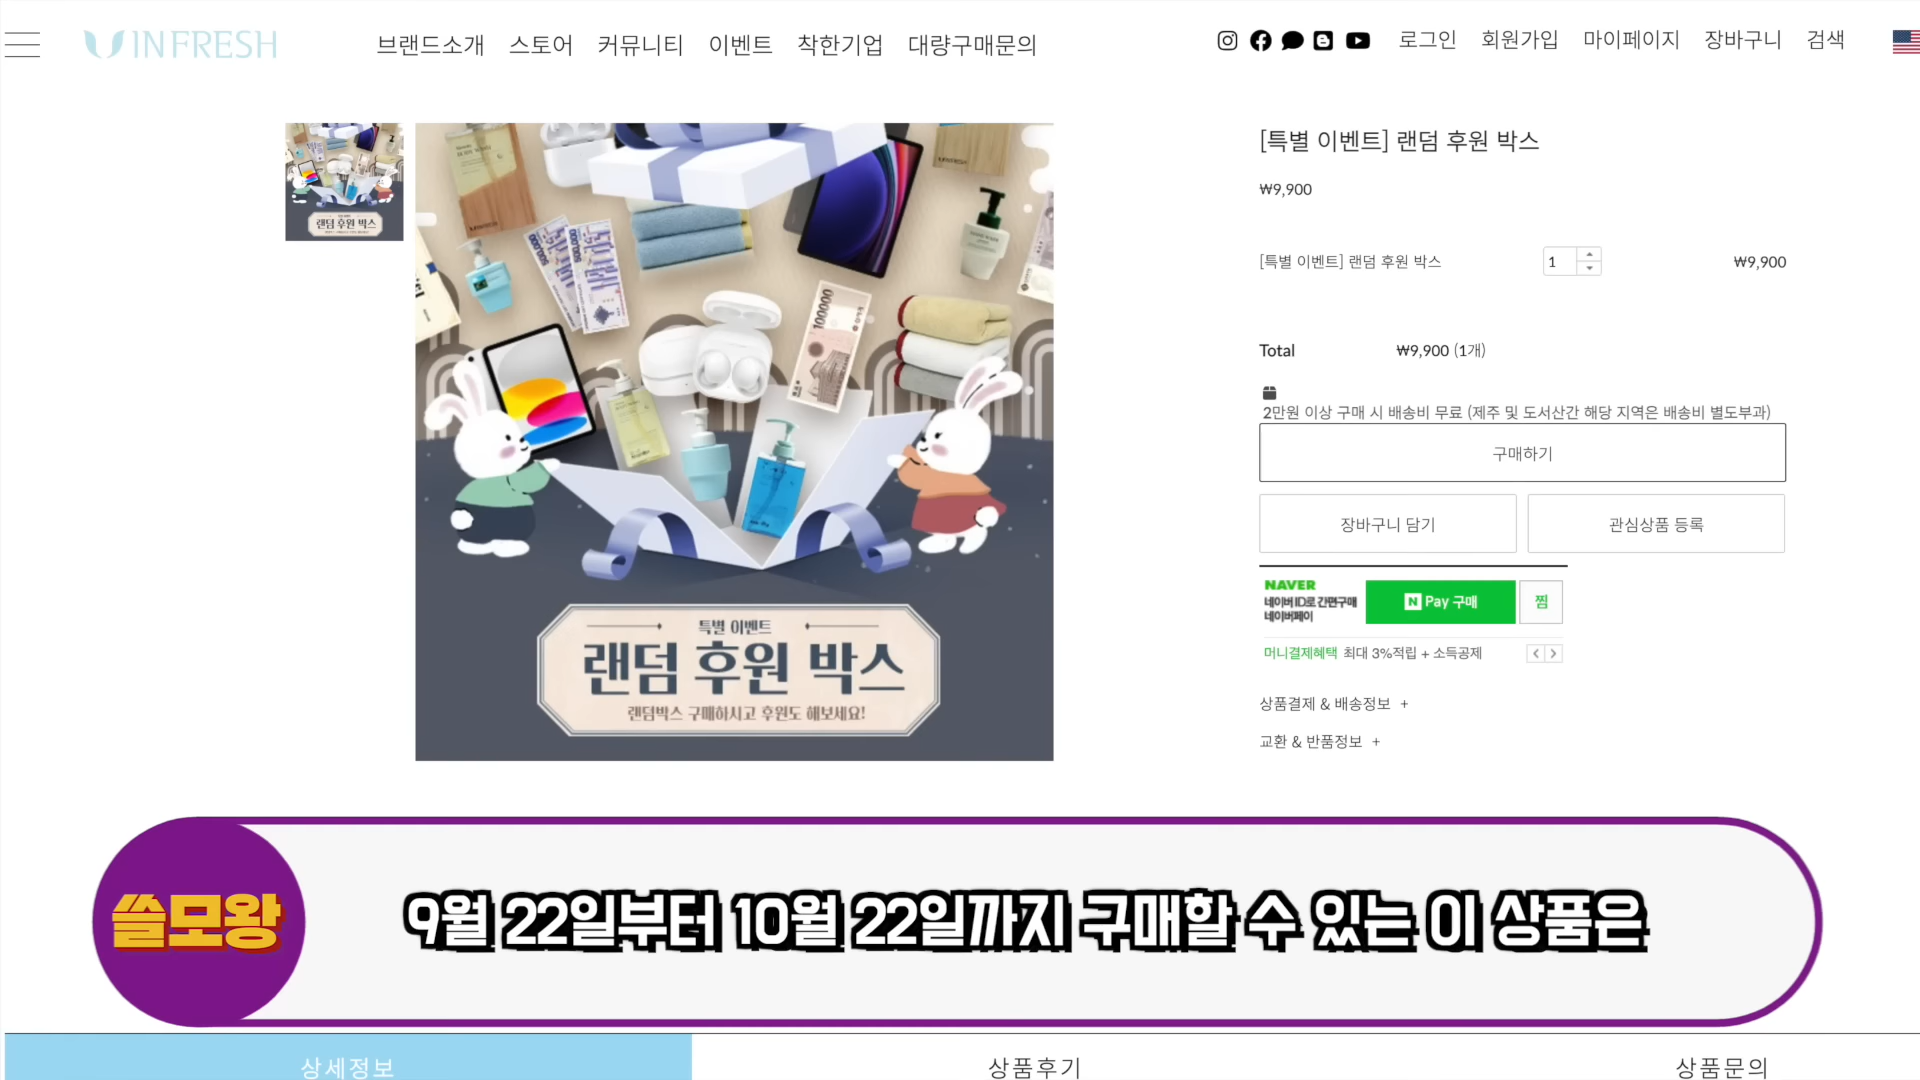 INFRESH
브랜드소개 스토어 커뮤니티 이벤트 착한기업 대량구매문의
로그인 회원가입 마이페이지 장바구니 검색
[특별 이벤트] 랜덤 후원 박스
₩9,900
[특별 이벤트] 랜덤 후원 박스 1 ₩9,900
Total ₩9,900 (1개)
2만원 이상 구매 시 배송비 무료 (제주 및 도서산간 해당 지역은 배송비 별도부과)
구매하기
장바구니 담기 관심상품 등록
NAVER
네이버 ID로 간편구매
네이버페이
N Pay 구매 찜
머니결제혜택 최대 3%적립 + 소득공제
상품결제 & 배송정보 +
교환 & 반품정보 +
랜덤 후원 박스
10000
특별 이벤트
랜덤 후원 박스
랜덤박스 구매하시고 후원도 해보세요!
쓸모왕
9월 22일부터 10월 22일까지 구매할 수 있는 이 상품은
상세정보 상품후기 상품문의